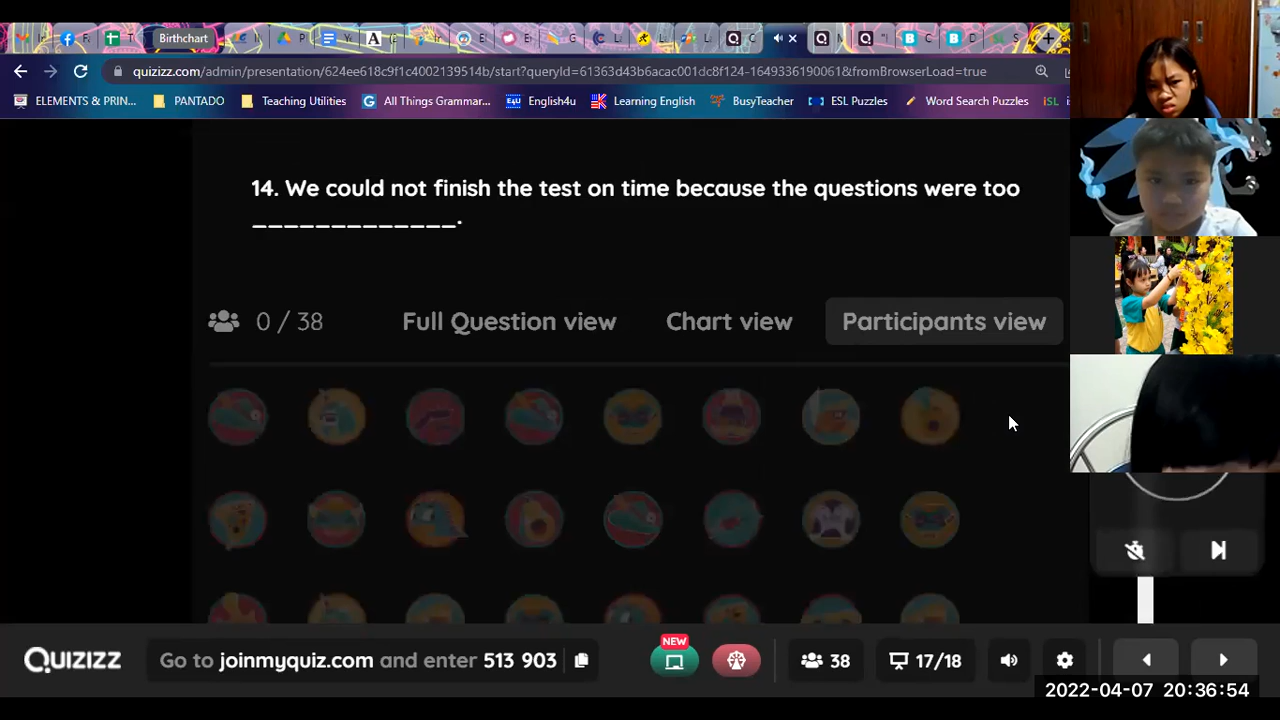 Birthchart
quizizz.com/admin/presentation/624ee618c9f1c4002139514b/start?queryId=61363d43b6acac001dc8f124-1649336190061&fromBrowserLoad=true
ELEMENTS & PRIN... PANTADO Teaching Utilities All Things Grammar... English4u Learning English BusyTeacher ESL Puzzles Word Search Puzzles
14. We could not finish the test on time because the questions were too
_____________.
0 / 38 Full Question view Chart view Participants view
NEW
QUIZIZZ Go to joinmyquiz.com and enter 513 903 38 17/18
2022-04-07 20:36:54